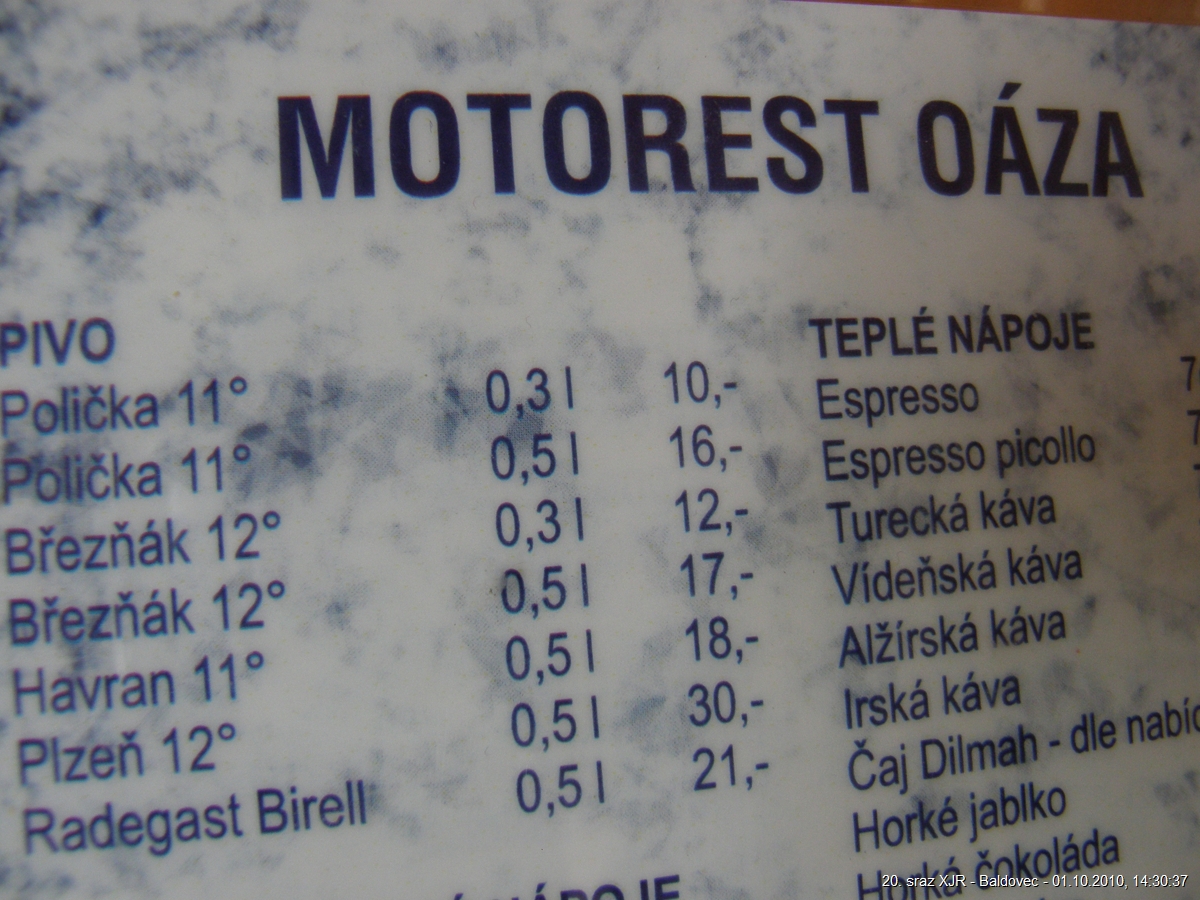 MOTOREST OÁZA
PIVO
Polička 11° 0,3 l 10,-
Polička 11° 0,5 l 16,-
Březňák 12° 0,3 l 12,-
Březňák 12° 0,5 l 17,-
Havran 11° 0,5 l 18,-
Plzeň 12° 0,5 l 30,-
Radegast Birell 0,5 l 21,-
TEPLÉ NÁPOJE
Espresso
Espresso picollo
Turecká káva
Vídeňská káva
Alžírská káva
Irská káva
Čaj Dilmah - dle
Horké jablko
Horká čokoláda
20. sraz XJR - Baldovec - 01.10.2010, 14:30:37